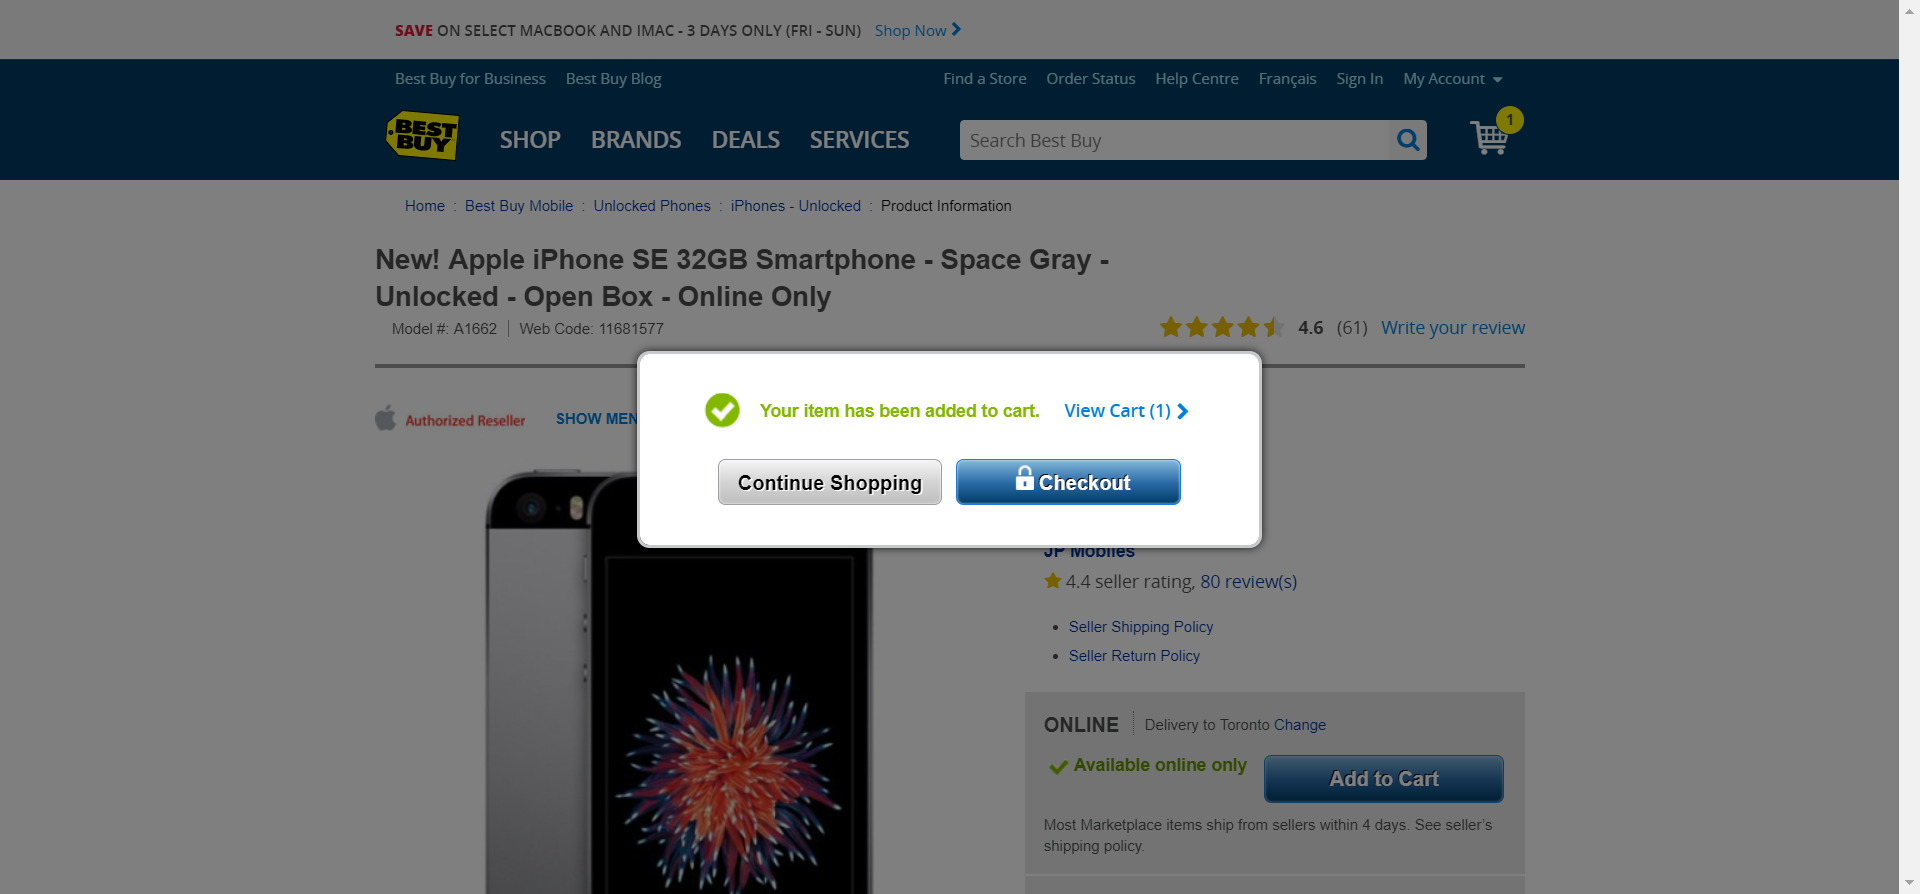 SAVE ON SELECT MACBOOK AND IMAC - 3 DAYS ONLY (FRI - SUN) Shop Now
Best Buy for Business Best Buy Blog Find a Store Order Status Help Centre Français Sign In My Account
BEST BUY
SHOP BRANDS DEALS SERVICES Search Best Buy 1
Home : Best Buy Mobile : Unlocked Phones : iPhones - Unlocked : Product Information
New! Apple iPhone SE 32GB Smartphone - Space Gray -
Unlocked - Open Box - Online Only
Model #: A1662 Web Code: 11681577 4.6 (61) Write your review
Authorized Reseller SHOW MEN
Your item has been added to cart. View Cart (1)
Continue Shopping Checkout
JP Mobiles
4.4 seller rating, 80 review(s)
• Seller Shipping Policy
• Seller Return Policy
ONLINE Delivery to Toronto Change
Available online only Add to Cart
Most Marketplace items ship from sellers within 4 days. See seller's
shipping policy.